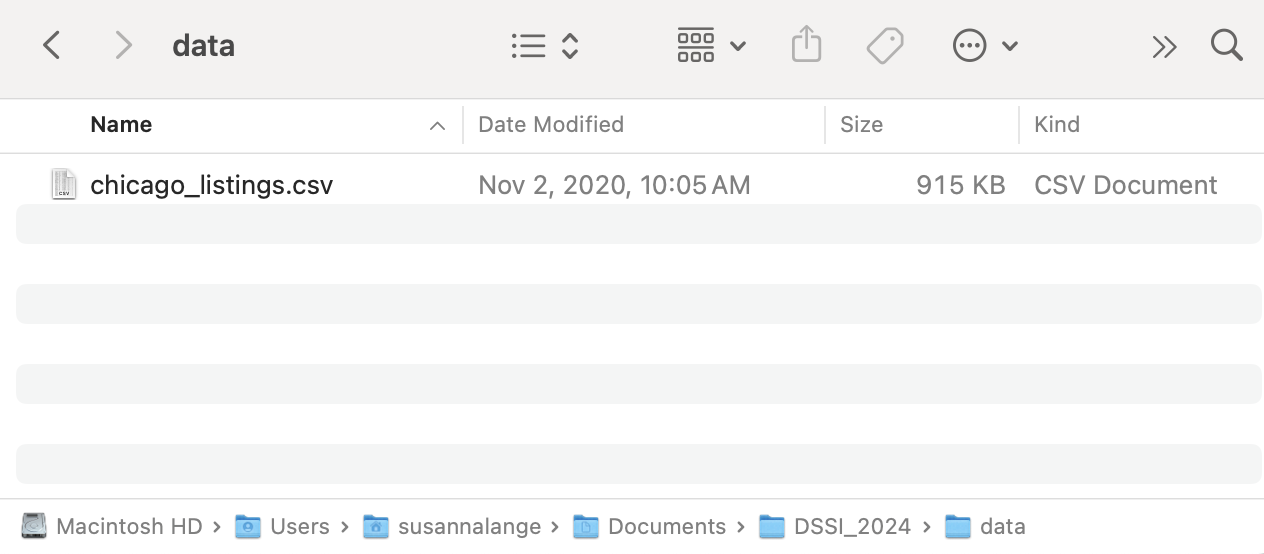 data
Name Date Modified Size Kind
CSV chicago_listings.csv Nov 2, 2020, 10:05 AM 915 KB CSV Document
Macintosh HD › Users › susannalange › Documents › DSSI_2024 › data